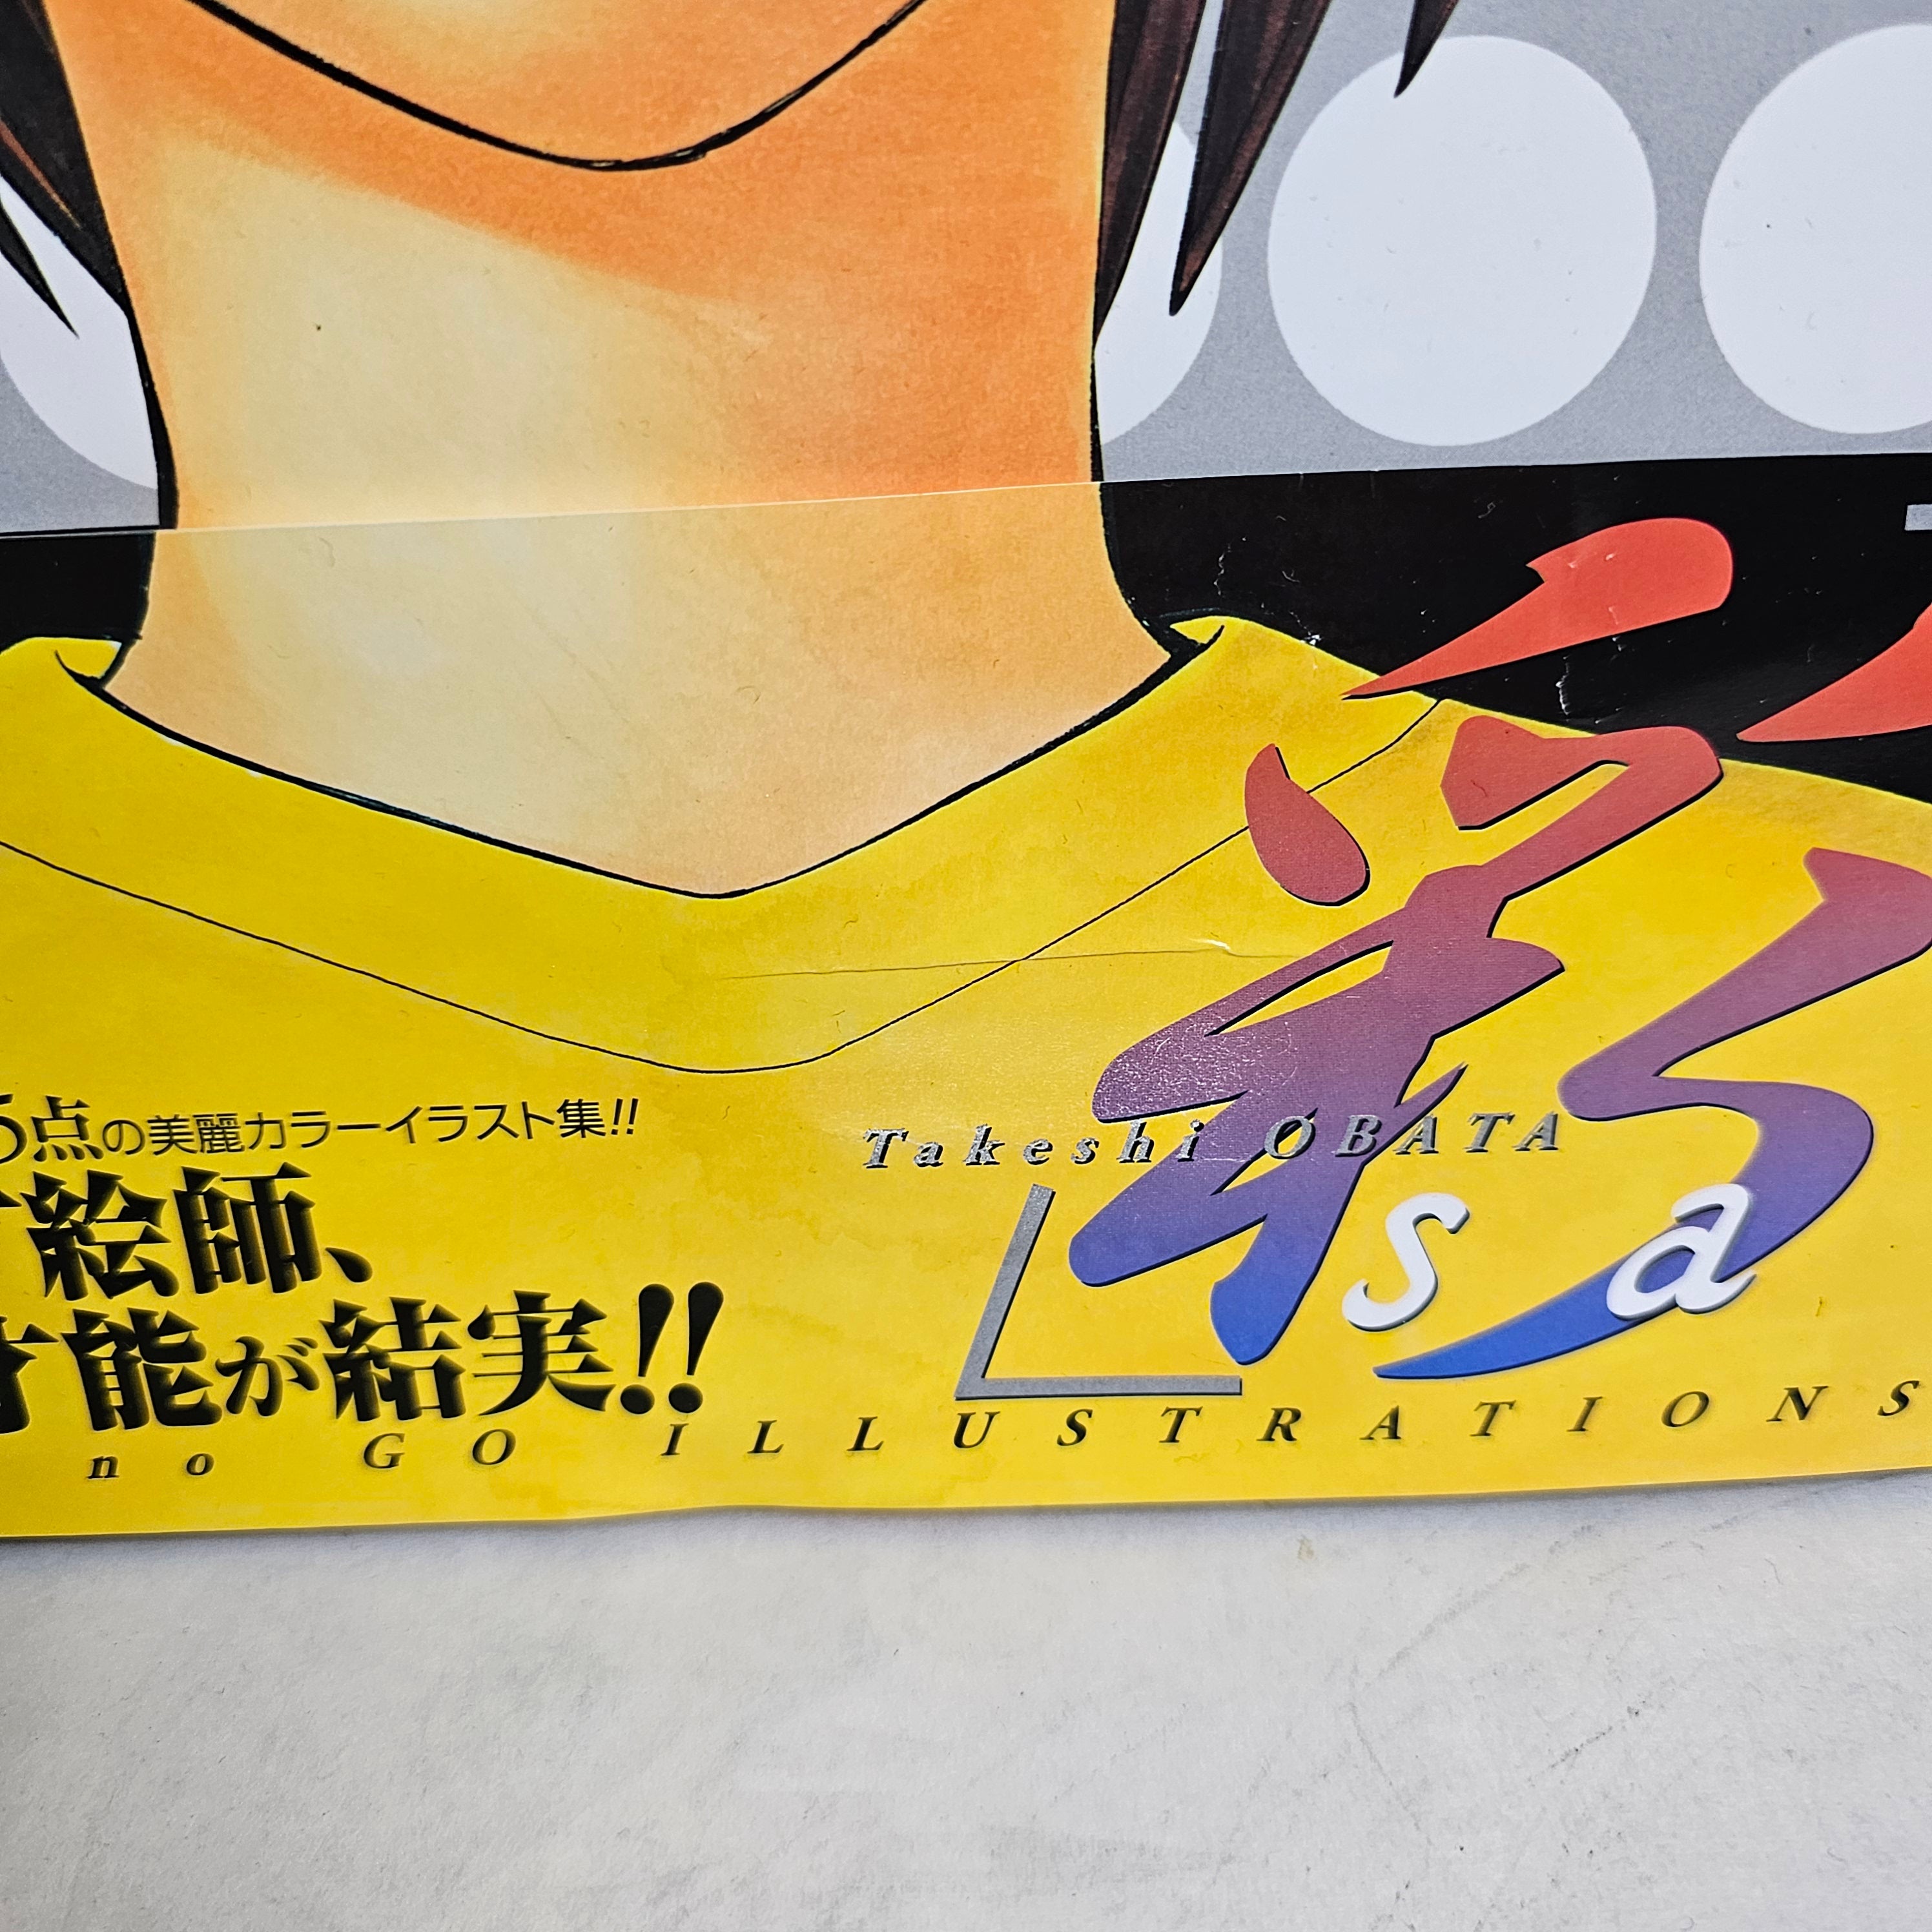 5点の美麗カラーイラスト集!!
絵師、
才能が結実!!
Takeshi OBATA
彩
sa
no GO ILLUSTRATIONS